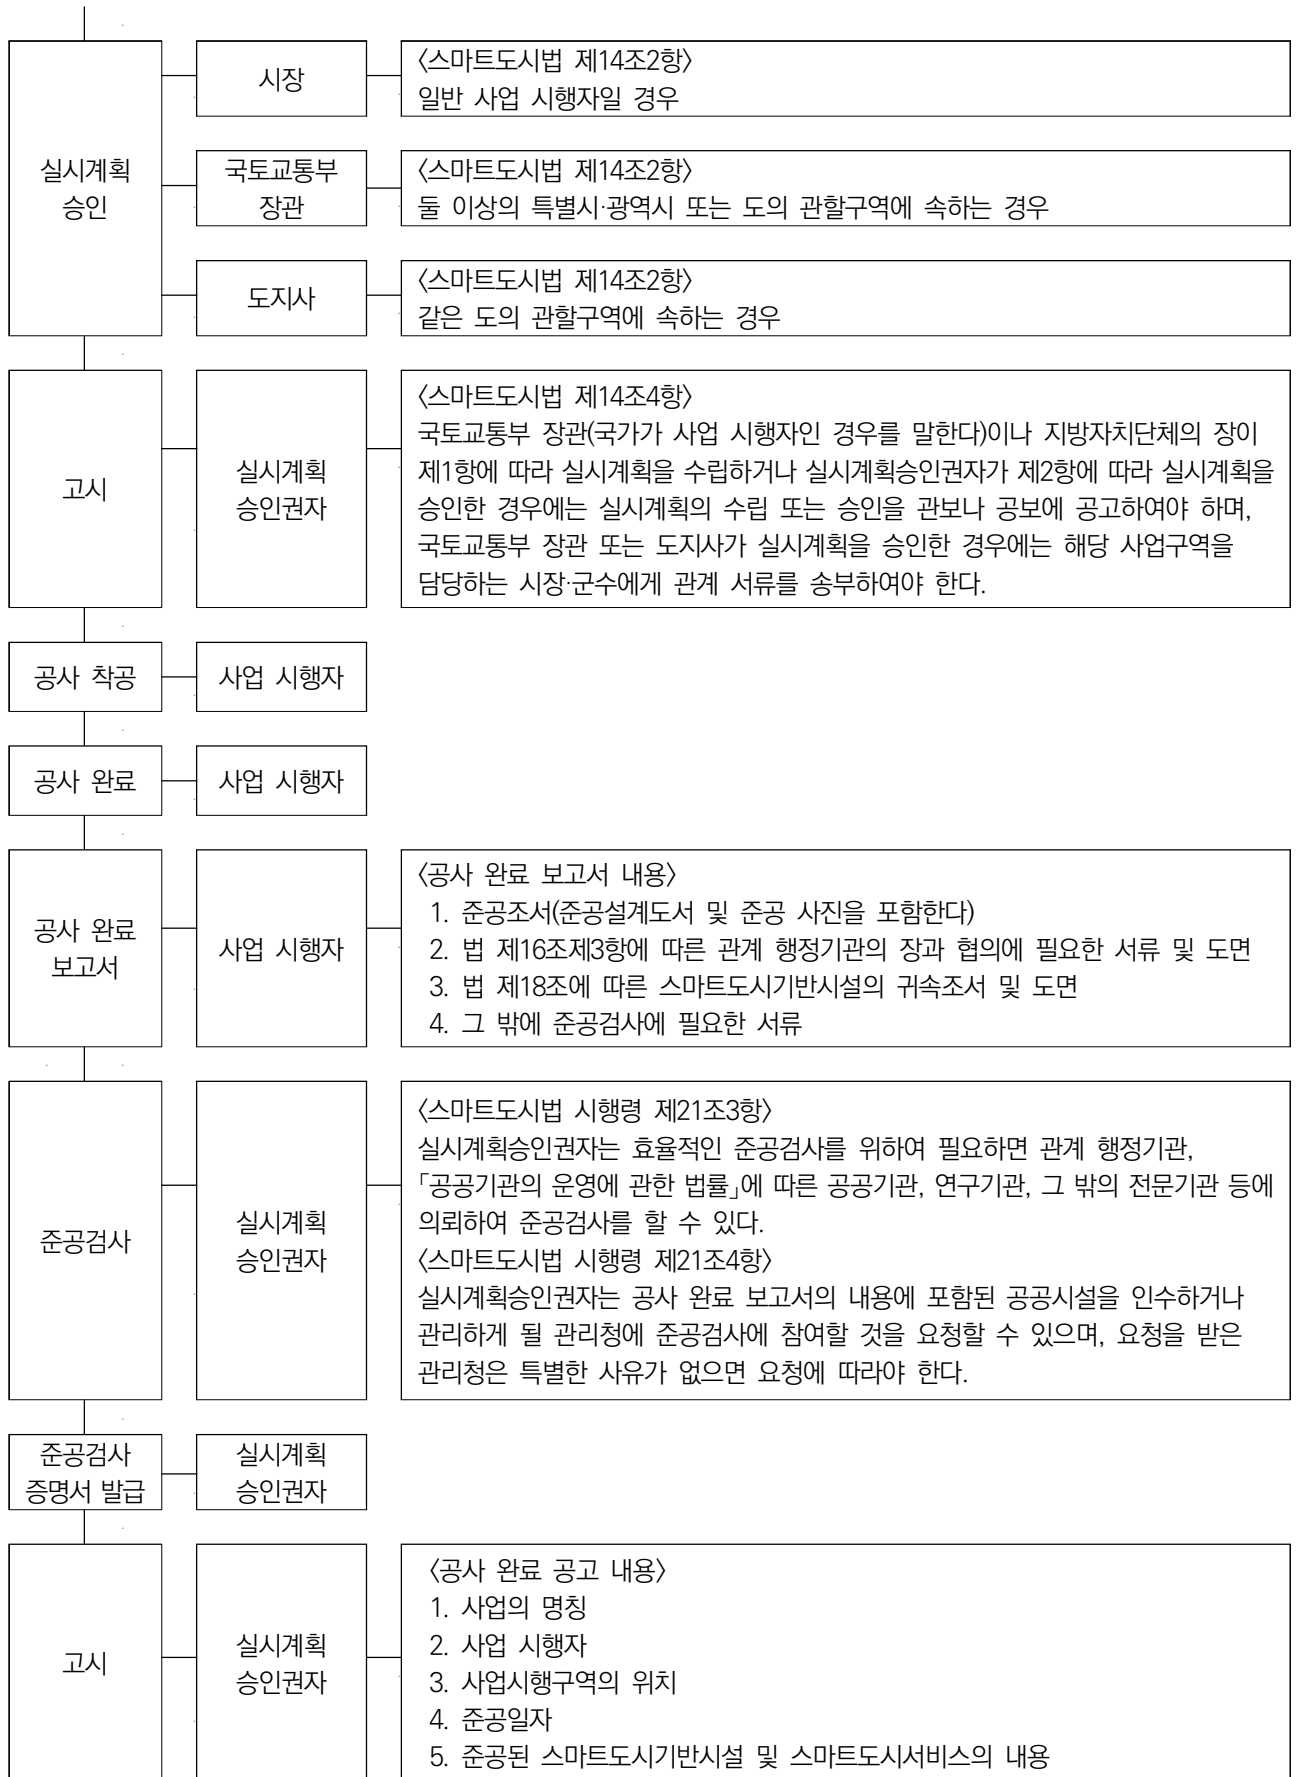 실시계획
승인
시장
〈스마트도시법 제14조2항〉
일반 사업 시행자일 경우
국토교통부
장관
〈스마트도시법 제14조2항〉
둘 이상의 특별시·광역시 또는 도의 관할구역에 속하는 경우
도지사
〈스마트도시법 제14조2항〉
같은 도의 관할구역에 속하는 경우
고시
실시계획
승인권자
〈스마트도시법 제14조4항〉
국토교통부 장관(국가가 사업 시행자인 경우를 말한다)이나 지방자치단체의 장이
제1항에 따라 실시계획을 수립하거나 실시계획승인권자가 제2항에 따라 실시계획을
승인한 경우에는 실시계획의 수립 또는 승인을 관보나 공보에 공고하여야 하며,
국토교통부 장관 또는 도지사가 실시계획을 승인한 경우에는 해당 사업구역을
담당하는 시장·군수에게 관계 서류를 송부하여야 한다.
공사 착공
사업 시행자
공사 완료
사업 시행자
공사 완료
보고서
사업 시행자
〈공사 완료 보고서 내용〉
1. 준공조서(준공설계도서 및 준공 사진을 포함한다)
2. 법 제16조제3항에 따른 관계 행정기관의 장과 협의에 필요한 서류 및 도면
3. 법 제18조에 따른 스마트도시기반시설의 귀속조서 및 도면
4. 그 밖에 준공검사에 필요한 서류
준공검사
실시계획
승인권자
〈스마트도시법 시행령 제21조3항〉
실시계획승인권자는 효율적인 준공검사를 위하여 필요하면 관계 행정기관,
「공공기관의 운영에 관한 법률」에 따른 공공기관, 연구기관, 그 밖의 전문기관 등에
의뢰하여 준공검사를 할 수 있다.
〈스마트도시법 시행령 제21조4항〉
실시계획승인권자는 공사 완료 보고서의 내용에 포함된 공공시설을 인수하거나
관리하게 될 관리청에 준공검사에 참여할 것을 요청할 수 있으며, 요청을 받은
관리청은 특별한 사유가 없으면 요청에 따라야 한다.
준공검사
증명서 발급
실시계획
승인권자
고시
실시계획
승인권자
〈공사 완료 공고 내용〉
1. 사업의 명칭
2. 사업 시행자
3. 사업시행구역의 위치
4. 준공일자
5. 준공된 스마트도시기반시설 및 스마트도시서비스의 내용